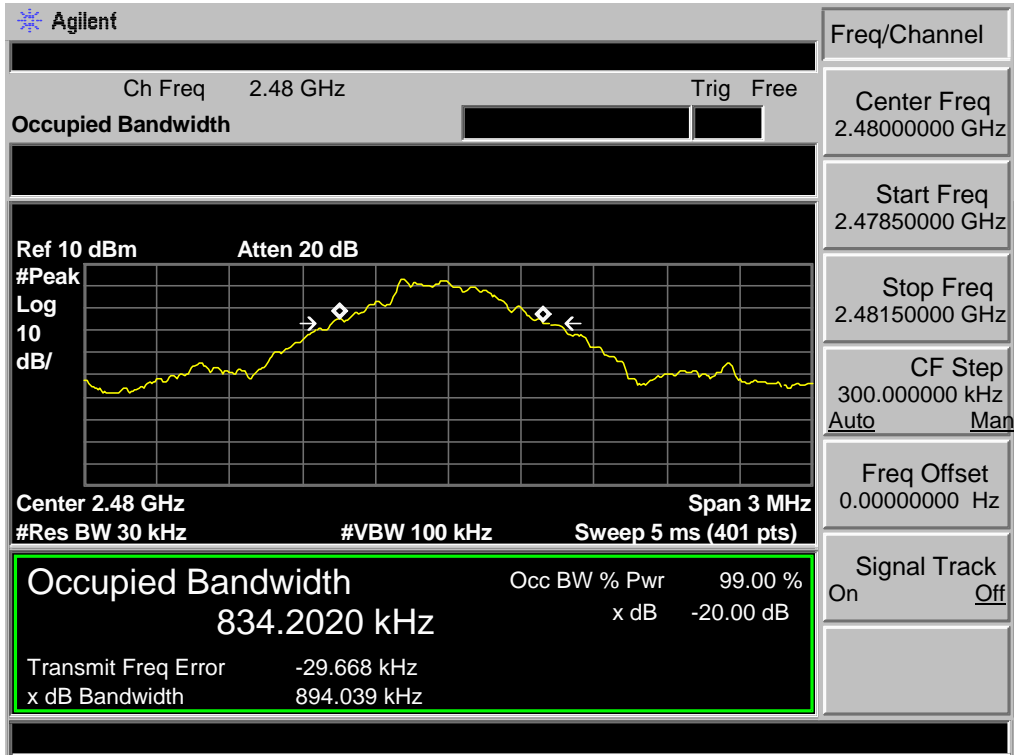 Agilent
Freq/Channel
Ch Freq 2.48 GHz Trig Free
Occupied Bandwidth
Center Freq
2.48000000 GHz
Start Freq
2.47850000 GHz
Stop Freq
2.48150000 GHz
CF Step
300.000000 kHz
Auto Man
Freq Offset
0.00000000 Hz
Signal Track
On Off
Ref 10 dBm Atten 20 dB
#Peak
Log
10
dB/
Center 2.48 GHz Span 3 MHz
#Res BW 30 kHz #VBW 100 kHz Sweep 5 ms (401 pts)
Occupied Bandwidth Occ BW % Pwr 99.00 %
834.2020 kHz x dB -20.00 dB
Transmit Freq Error -29.668 kHz
x dB Bandwidth 894.039 kHz